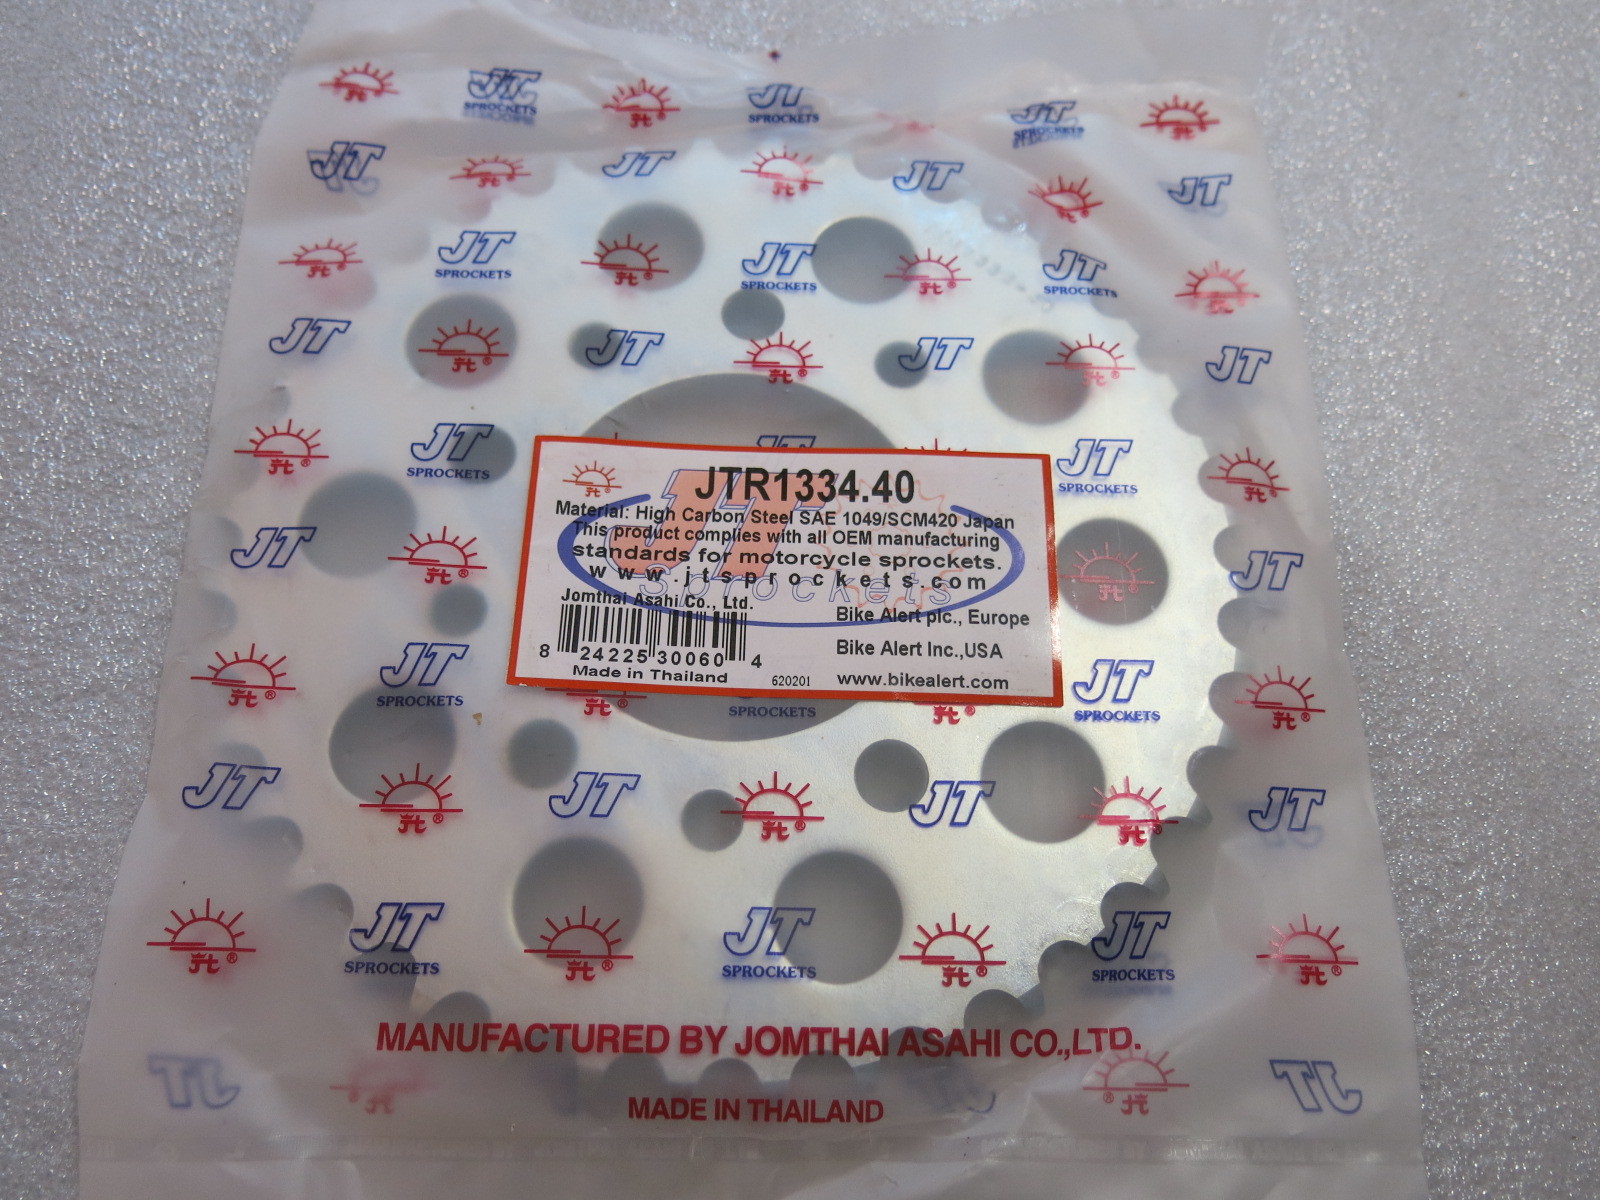 JT SPROCKETS
JTR1334.40
Material: High Carbon Steel SAE 1049/SCM420 Japan
This product complies with all OEM manufacturing
standards for motorcycle sprockets.
www.jtsprockets.com
JT Sprockets
Jomthai Asahi Co., Ltd.
Bike Alert plc., Europe
8 24225 30060 4
Bike Alert Inc.,USA
Made in Thailand
620201
www.bikealert.com
MANUFACTURED BY JOMTHAI ASAHI CO.,LTD.
MADE IN THAILAND